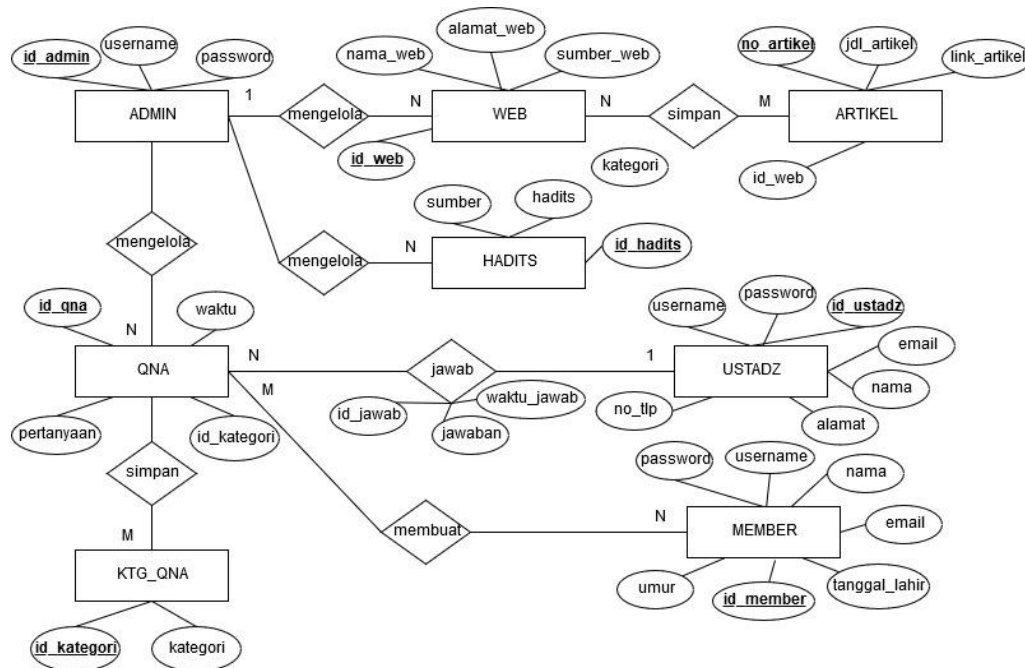 alamat_web
username
id_admin
nama_web
sumber_web
no_artikel
jdl_artikel
password
link_artikel
1
N
N
M
ADMIN
mengelola
WEB
simpan
ARTIKEL
id_web
kategori
id_web
hadits
sumber
mengelola
mengelola
N
HADITS
id_hadits
id_qna
waktu
username
password
id_ustadz
N
N
1
email
QNA
jawab
USTADZ
M
nama
waktu_jawab
id_jawab
no_tlp
pertanyaan
id_kategori
jawaban
alamat
password
username
nama
simpan
N
membuat
MEMBER
email
M
KTG_QNA
umur
tanggal_lahir
id_member
id_kategori
kategori